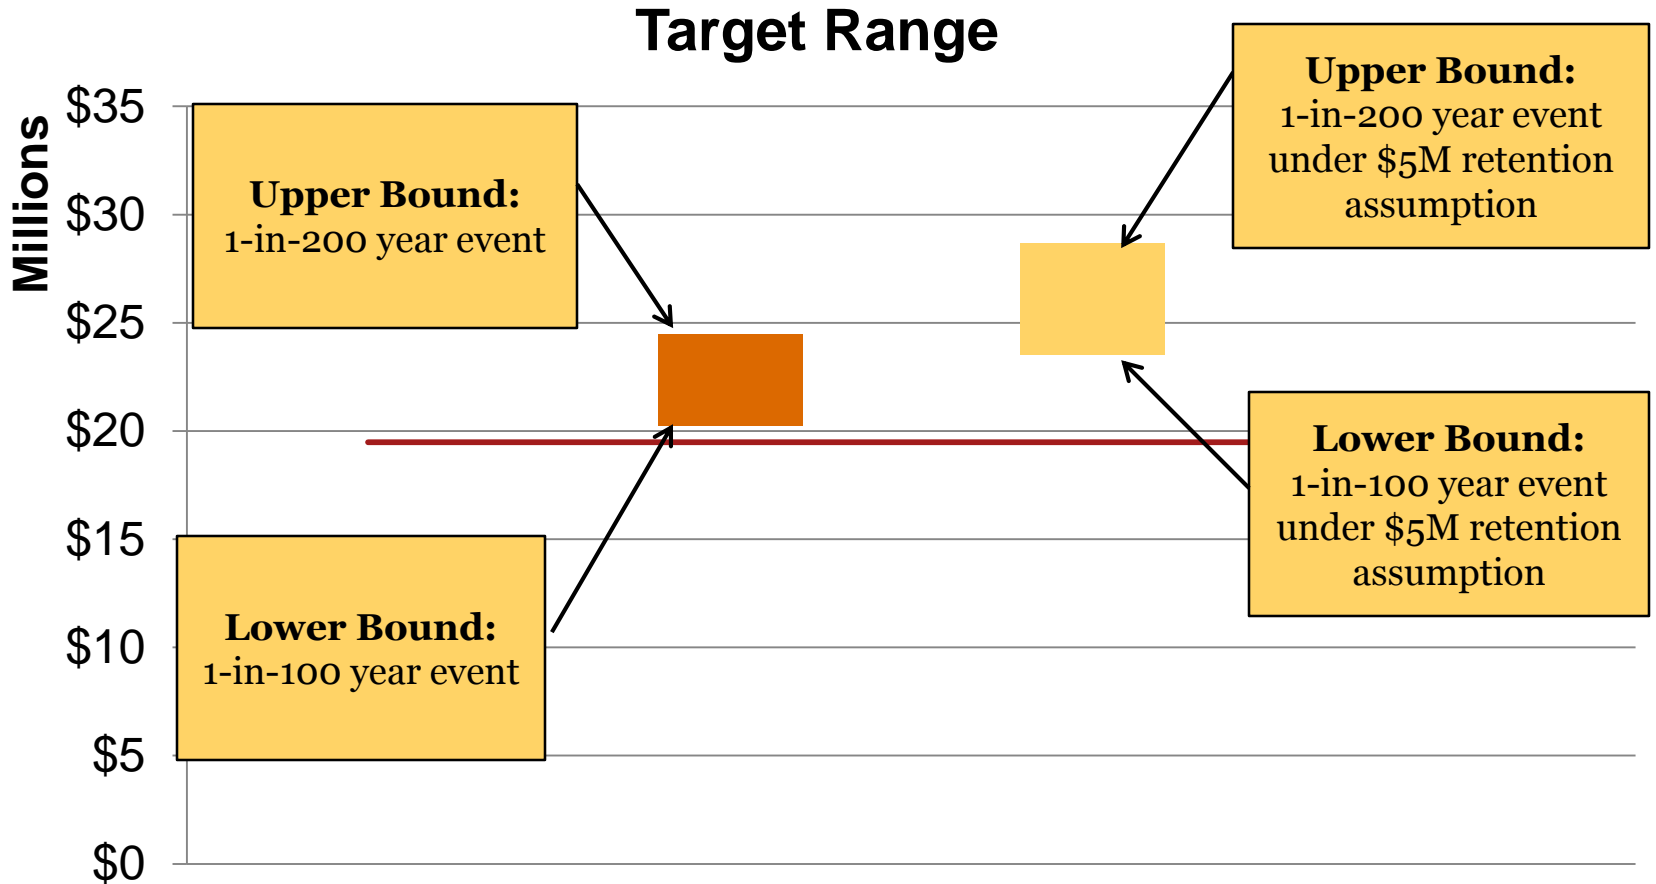 Target Range
Millions
$35
$30
$25
$20
$15
$10
$5
$0
Upper Bound:
1-in-200 year event
Lower Bound:
1-in-100 year event
Upper Bound:
1-in-200 year event
under $5M retention
assumption
Lower Bound:
1-in-100 year event
under $5M retention
assumption